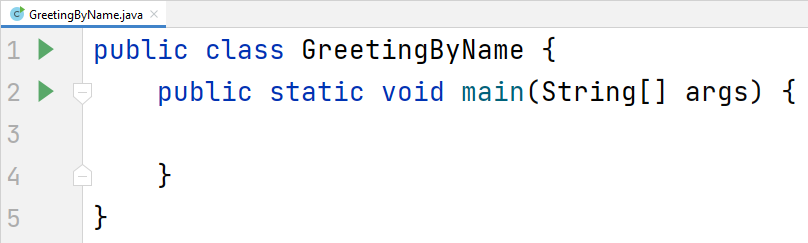 GreetingByName.java
1 public class GreetingByName {
2     public static void main(String[] args) {
3
4     }
5 }